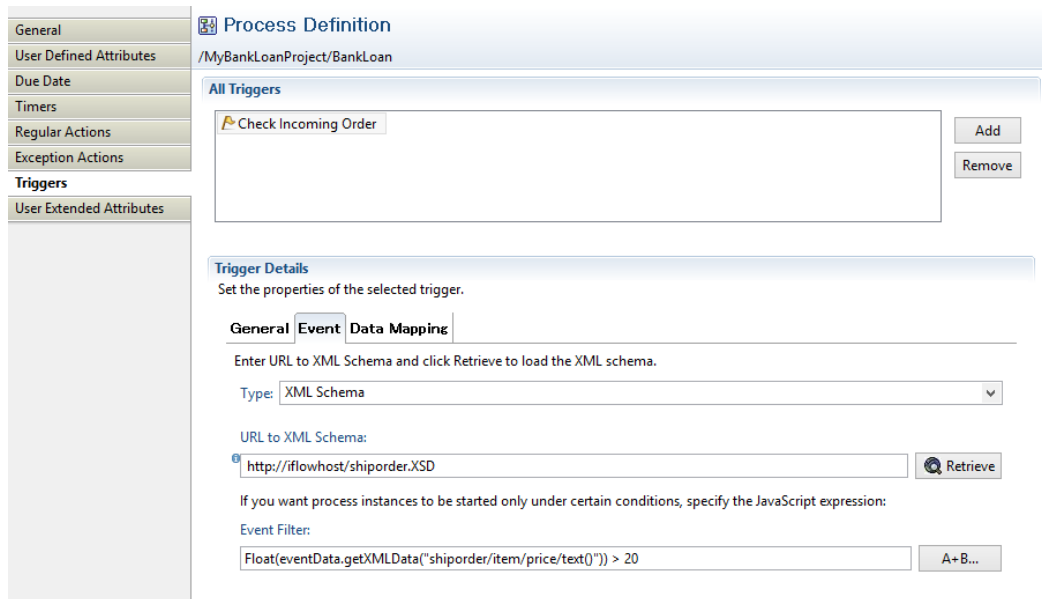 General
User Defined Attributes
Due Date
Timers
Regular Actions
Exception Actions
Triggers
User Extended Attributes
Process Definition
/MyBankLoanProject/BankLoan
All Triggers
Check Incoming Order
Add
Remove
Trigger Details
Set the properties of the selected trigger.
General Event Data Mapping
Enter URL to XML Schema and click Retrieve to load the XML schema.
Type: XML Schema
URL to XML Schema:
http://iflowhost/shiporder.XSD Retrieve
If you want process instances to be started only under certain conditions, specify the JavaScript expression:
Event Filter:
Float(eventData.getXMLData("shiporder/item/price/text()")) > 20 A+B...